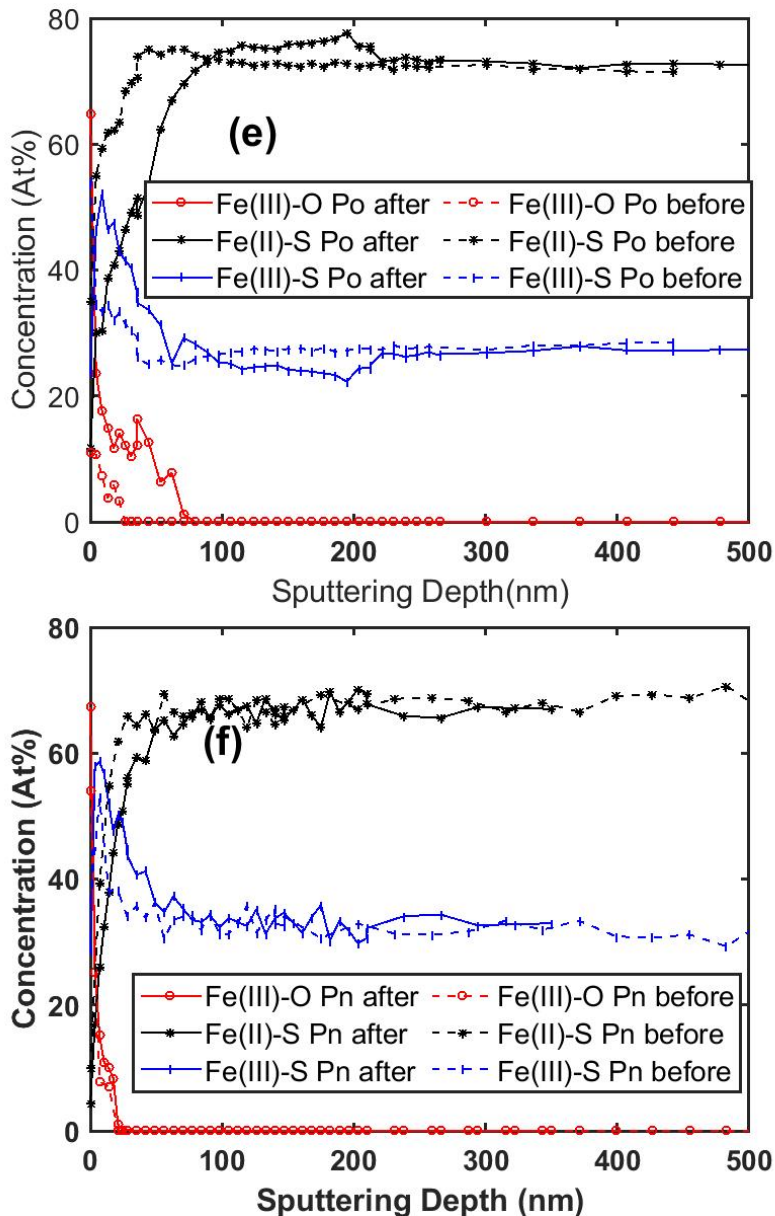 80
60
40
20
0
Concentration (At%)
(e)
Fe(III)-O Po after Fe(III)-O Po before
Fe(II)-S Po after Fe(II)-S Po before
Fe(III)-S Po after Fe(III)-S Po before
0 100 200 300 400 500
Sputtering Depth(nm)
80
60
40
20
0
Concentration (At%)
(f)
Fe(III)-O Pn after Fe(III)-O Pn before
Fe(II)-S Pn after Fe(II)-S Pn before
Fe(III)-S Pn after Fe(III)-S Pn before
0 100 200 300 400 500
Sputtering Depth (nm)